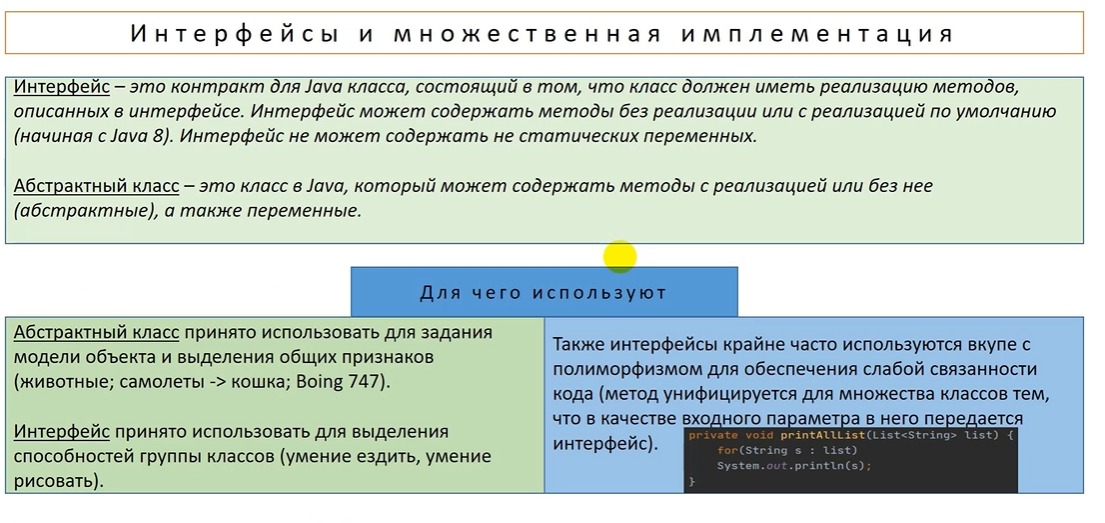 Интерфейсы и множественная имплементация
Интерфейс – это контракт для Java класса, состоящий в том, что класс должен иметь реализацию методов,
описанных в интерфейсе. Интерфейс может содержать методы без реализации или с реализацией по умолчанию
(начиная с Java 8). Интерфейс не может содержать не статических переменных.
Абстрактный класс – это класс в Java, который может содержать методы с реализацией или без нее
(абстрактные), а также переменные.
Для чего используют
Абстрактный класс принято использовать для задания
модели объекта и выделения общих признаков
(животные; самолеты -> кошка; Boing 747).
Интерфейс принято использовать для выделения
способностей группы классов (умение ездить, умение
рисовать).
Также интерфейсы крайне часто используются вкупе с
полиморфизмом для обеспечения слабой связанности
кода (метод унифицируется для множества классов тем,
что в качестве входного параметра в него передается
интерфейс).
private void printAllList(List<String> list) {
for(String s : list)
System.out.println(s);
}